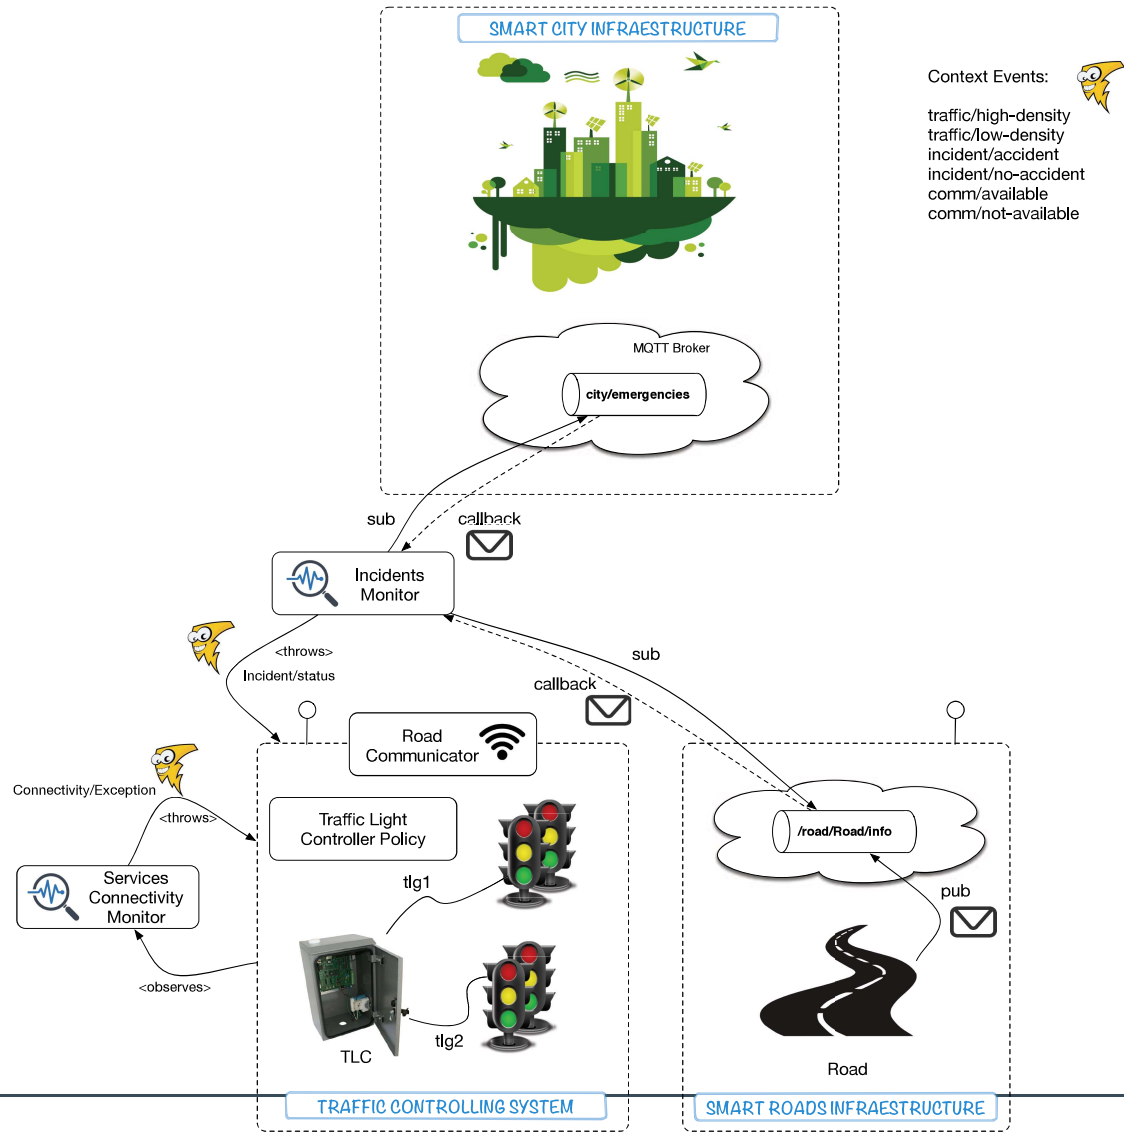 SMART CITY INFRAESTRUCTURE
Context Events:
traffic/high-density
traffic/low-density
incident/accident
incident/no-accident
comm/available
comm/not-available
MQTT Broker
city/emergencies
sub
callback
Incidents
Monitor
<throws>
Incident/status
sub
callback
Road
Communicator
Connectivity/Exception
<throws>
Traffic Light
Controller Policy
/road/Road/info
Services
Connectivity
Monitor
tlg1
pub
<observes>
tlg2
TLC
Road
TRAFFIC CONTROLLING SYSTEM
SMART ROADS INFRAESTRUCTURE